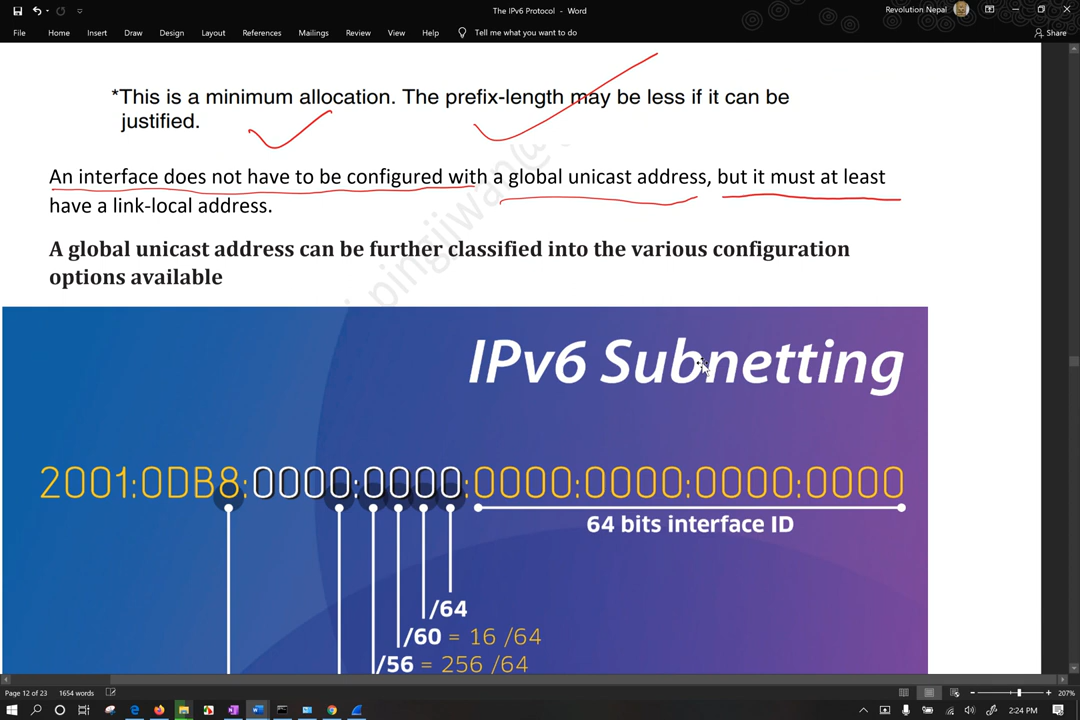 The IPv6 Protocol - Word
Revolution Nepal
File Home Insert Draw Design Layout References Mailings Review View Help Tell me what you want to do Share
*This is a minimum allocation. The prefix-length may be less if it can be
justified.
An interface does not have to be configured with a global unicast address, but it must at least
have a link-local address.
A global unicast address can be further classified into the various configuration
options available
IPv6 Subnetting
2001:0DB8:0000:0000:0000:0000:0000:0000
64 bits interface ID
/64
/60 = 16 /64
/56 = 256 /64
Page 12 of 23 1654 words
207%
2:24 PM